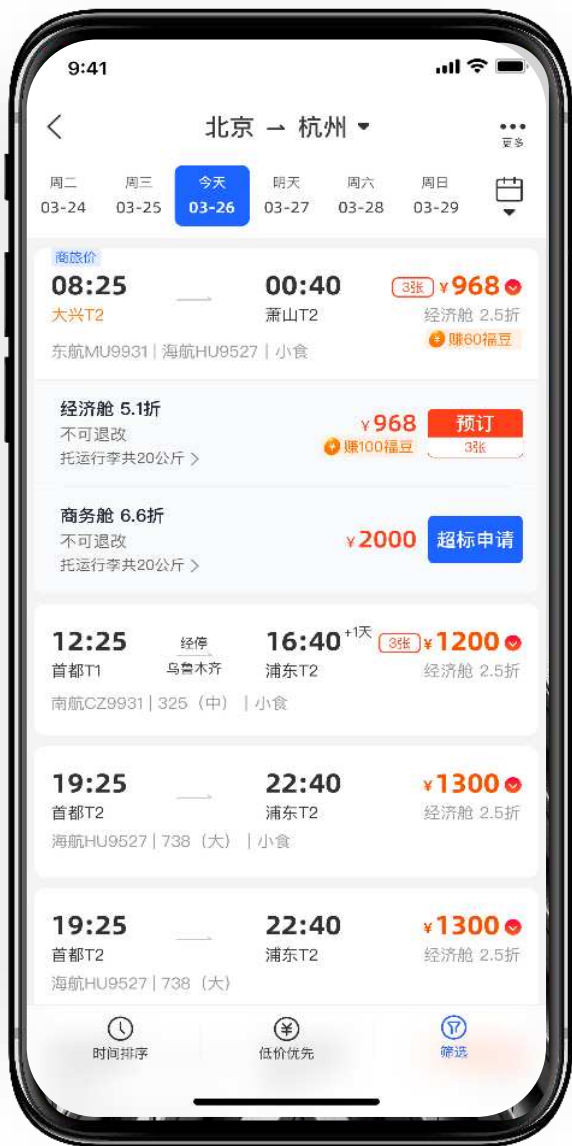 9:41
北京 ⇀ 杭州
更多
周二 周三 今天 明天 周六 周日
03-24 03-25 03-26 03-27 03-28 03-29
商旅价
08:25 00:40 3张 ¥968
大兴T2 萧山T2 经济舱 2.5折
赚60福豆
东航MU9931 | 海航HU9527 | 小食
经济舱 5.1折
不可退改
托运行李共20公斤 >
¥968
赚100福豆
预订
3张
商务舱 6.6折
不可退改
托运行李共20公斤 >
¥2000 超标申请
12:25 经停 16:40 +1天 3张 ¥1200
首都T1 乌鲁木齐 浦东T2 经济舱 2.5折
南航CZ9931 | 325（中） | 小食
19:25 22:40 ¥1300
首都T2 浦东T2 经济舱 2.5折
海航HU9527 | 738（大） | 小食
19:25 22:40 ¥1300
首都T2 浦东T2 经济舱 2.5折
海航HU9527 | 738（大）
时间排序 低价优先 筛选